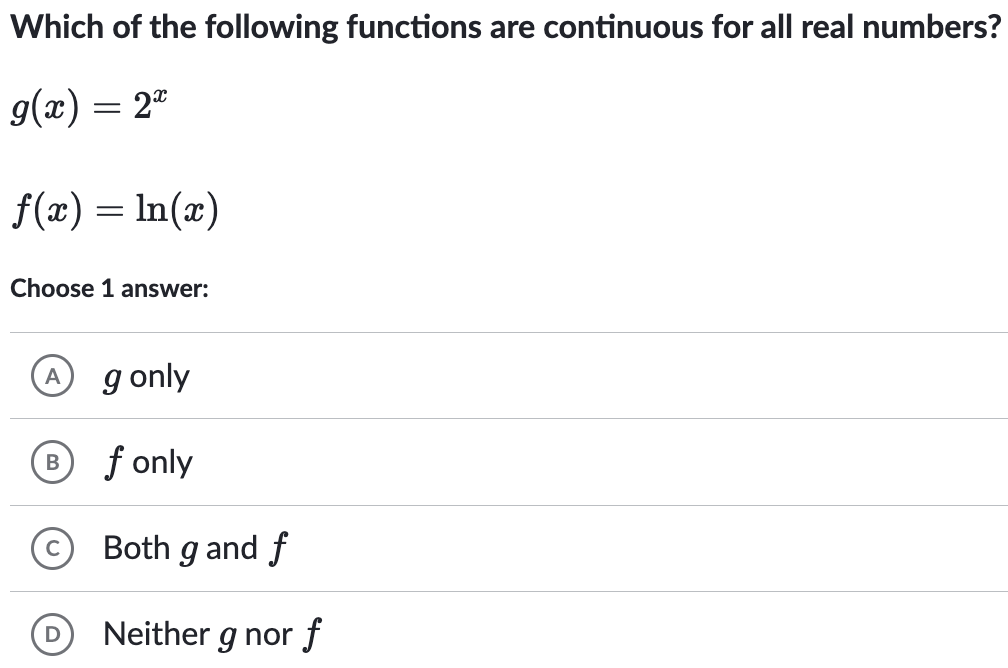 Which of the following functions are continuous for all real numbers?
g(x) = 2ˣ
f(x) = ln(x)
Choose 1 answer:
A g only
B f only
C Both g and f
D Neither g nor f